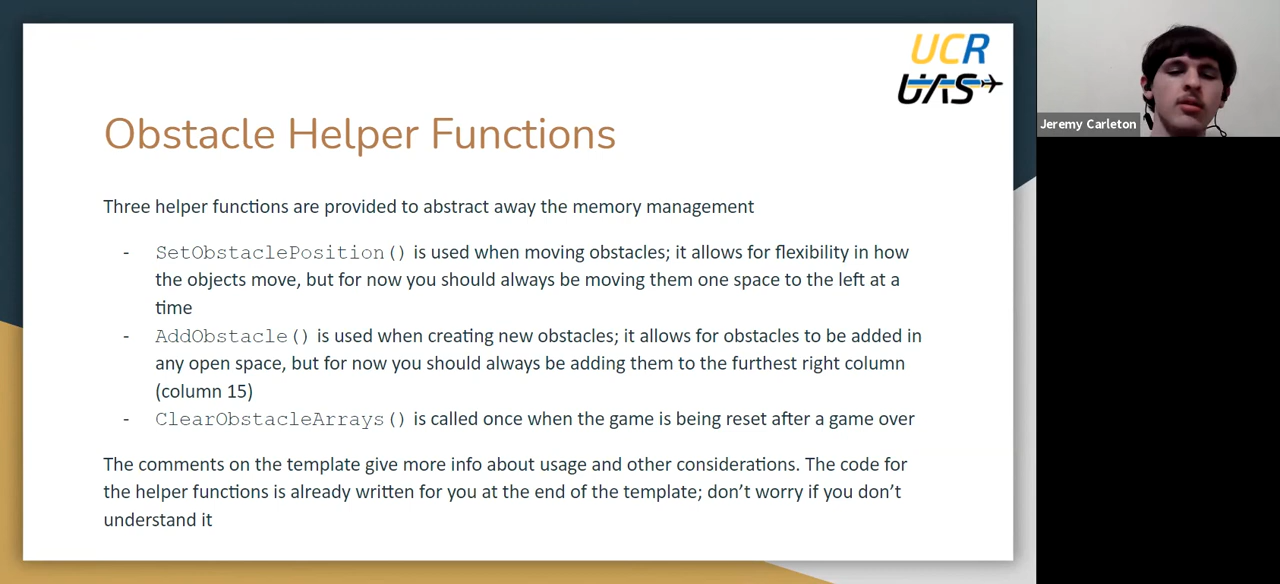 UCR
UAS
Jeremy Carleton
Obstacle Helper Functions
Three helper functions are provided to abstract away the memory management
- SetObstaclePosition() is used when moving obstacles; it allows for flexibility in how
the objects move, but for now you should always be moving them one space to the left at a
time
- AddObstacle() is used when creating new obstacles; it allows for obstacles to be added in
any open space, but for now you should always be adding them to the furthest right column
(column 15)
- ClearObstacleArrays() is called once when the game is being reset after a game over
The comments on the template give more info about usage and other considerations. The code for
the helper functions is already written for you at the end of the template; don't worry if you don't
understand it